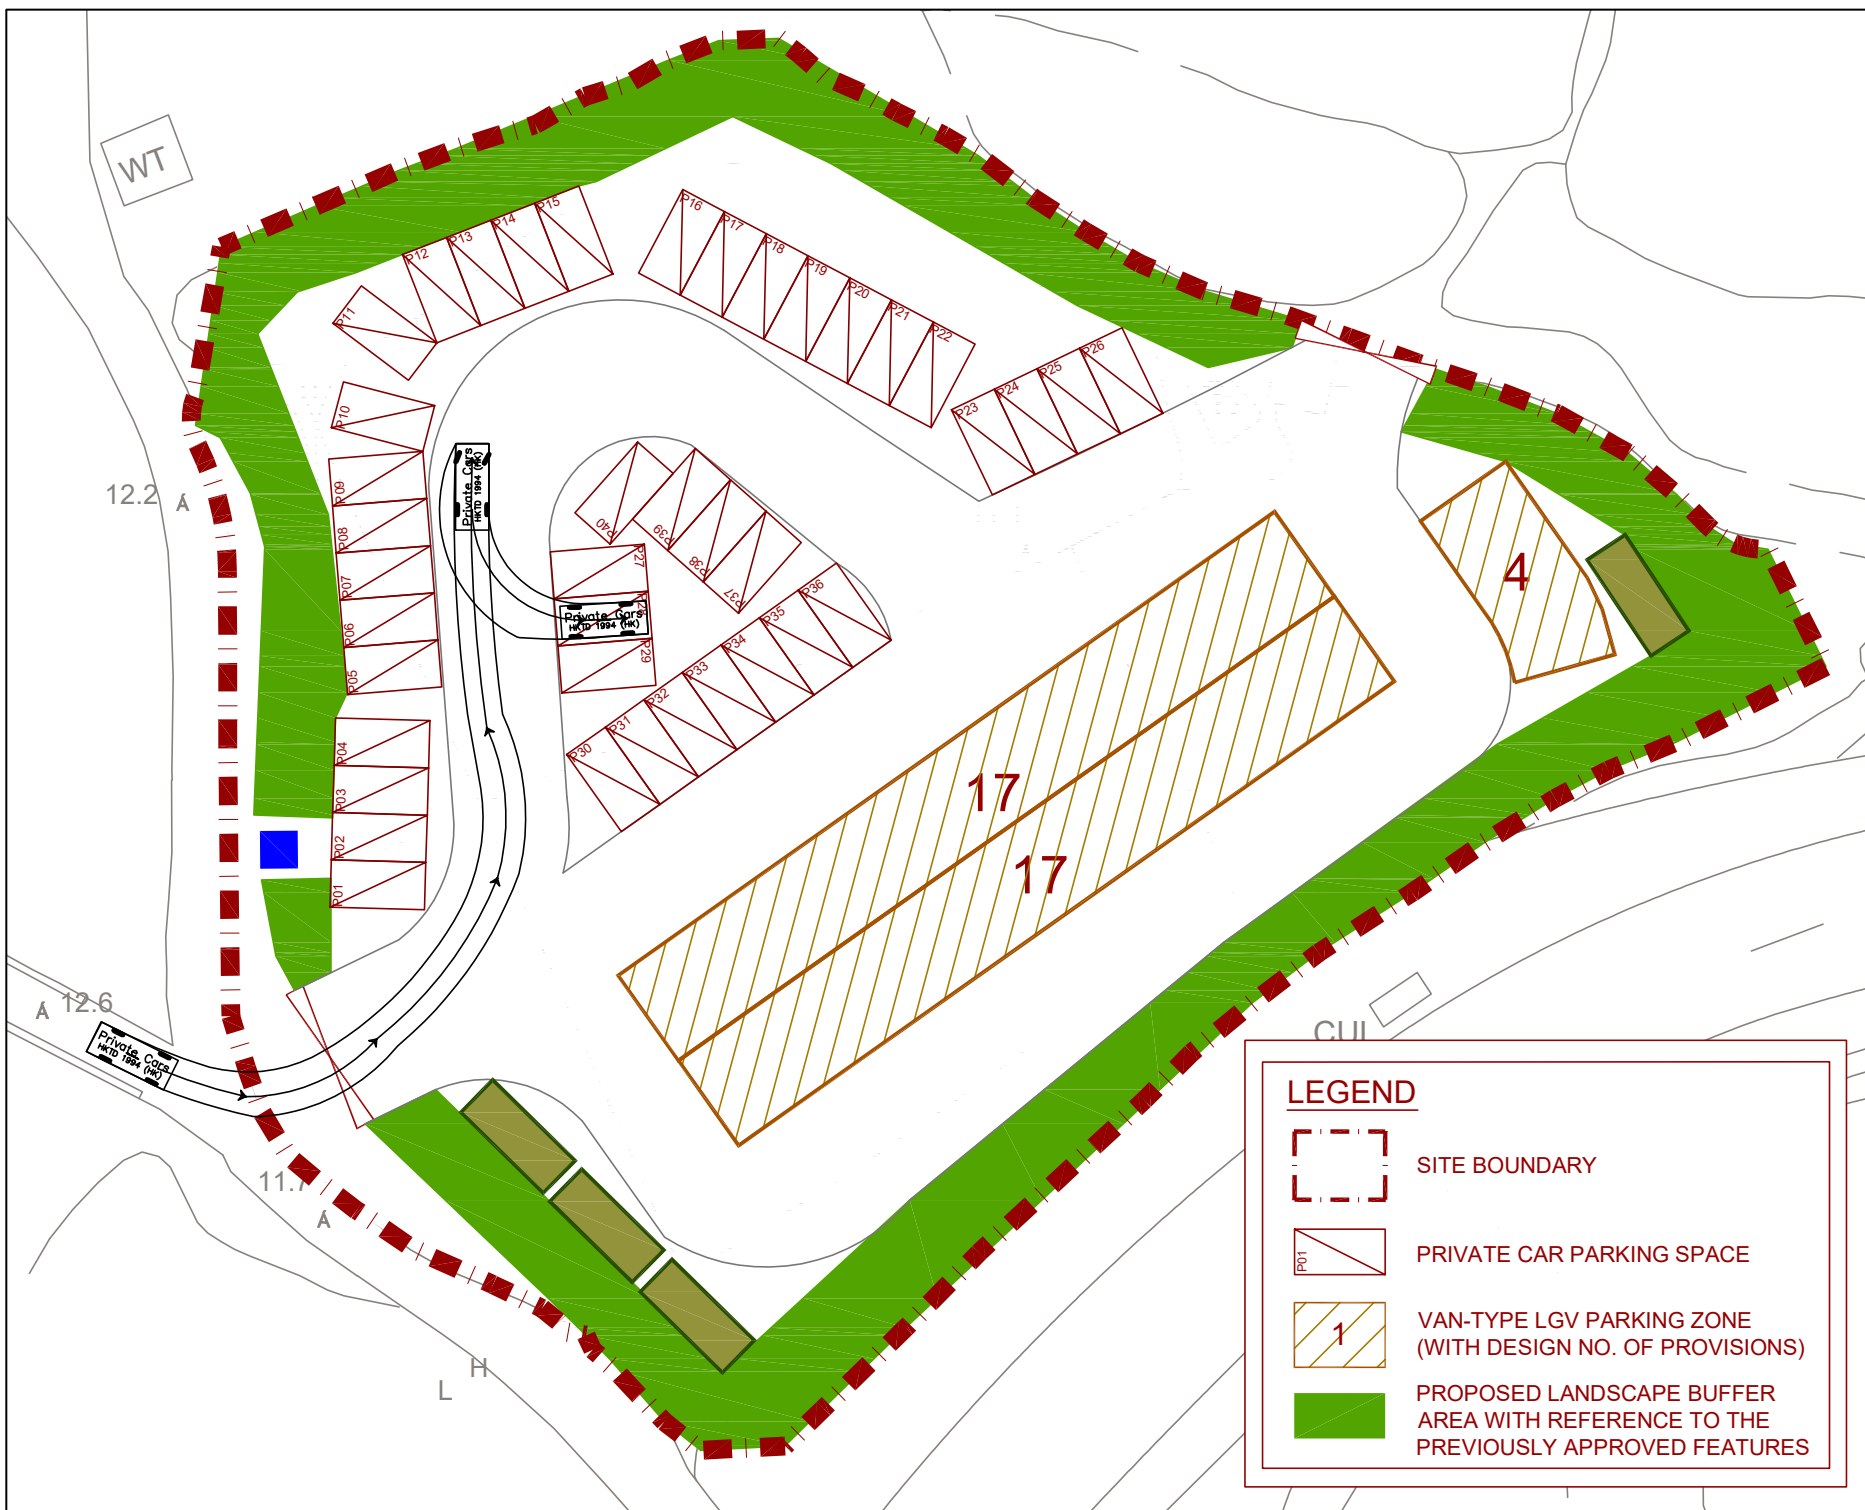 WT
P15
P14
P13
P12
P11
P16
P17
P18
P19
P20
P21
P22
P23
P24
P25
P26
P10
P09
P08
P07
P06
P05
P04
P03
P02
P01
Private Cars
HKTD 1994 (HK)
P40
P39
P38
P37
P27
Private Cars
HKTD 1994 (HK)
P29
P36
P35
P34
P33
P32
P31
P30
4
17
17
12.2
12.6
Private Cars
HKTD 1994 (HK)
11.7
H
L
LEGEND
SITE BOUNDARY
P01
PRIVATE CAR PARKING SPACE
1
VAN-TYPE LGV PARKING ZONE
(WITH DESIGN NO. OF PROVISIONS)
PROPOSED LANDSCAPE BUFFER
AREA WITH REFERENCE TO THE
PREVIOUSLY APPROVED FEATURES